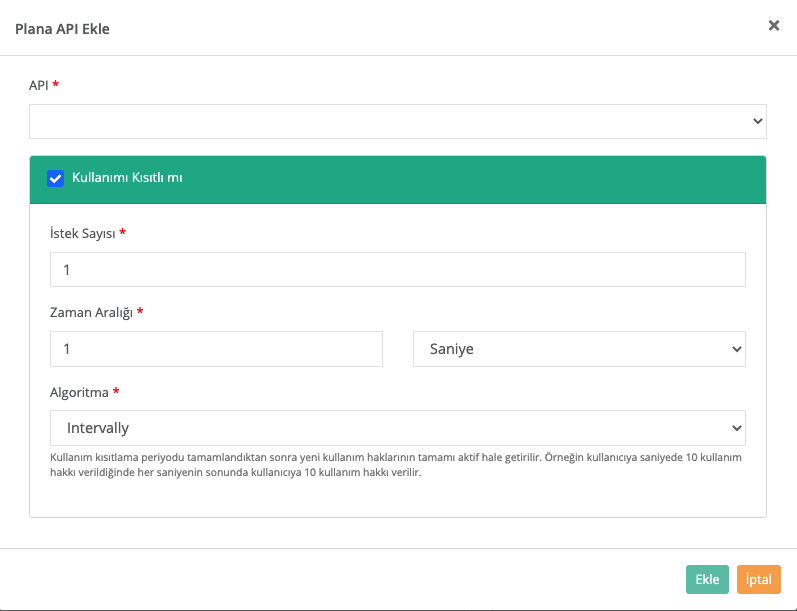 Plana API Ekle
API *
Kullanımı Kısıtlı mı
İstek Sayısı *
1
Zaman Aralığı *
1
Saniye
Algoritma *
Intervally
Kullanım kısıtlama periyodu tamamlandıktan sonra yeni kullanım haklarının tamamı aktif hale getirilir. Örneğin kullanıcıya saniyede 10 kullanım
hakkı verildiğinde her saniyenin sonunda kullanıcıya 10 kullanım hakkı verilir.
Ekle
İptal